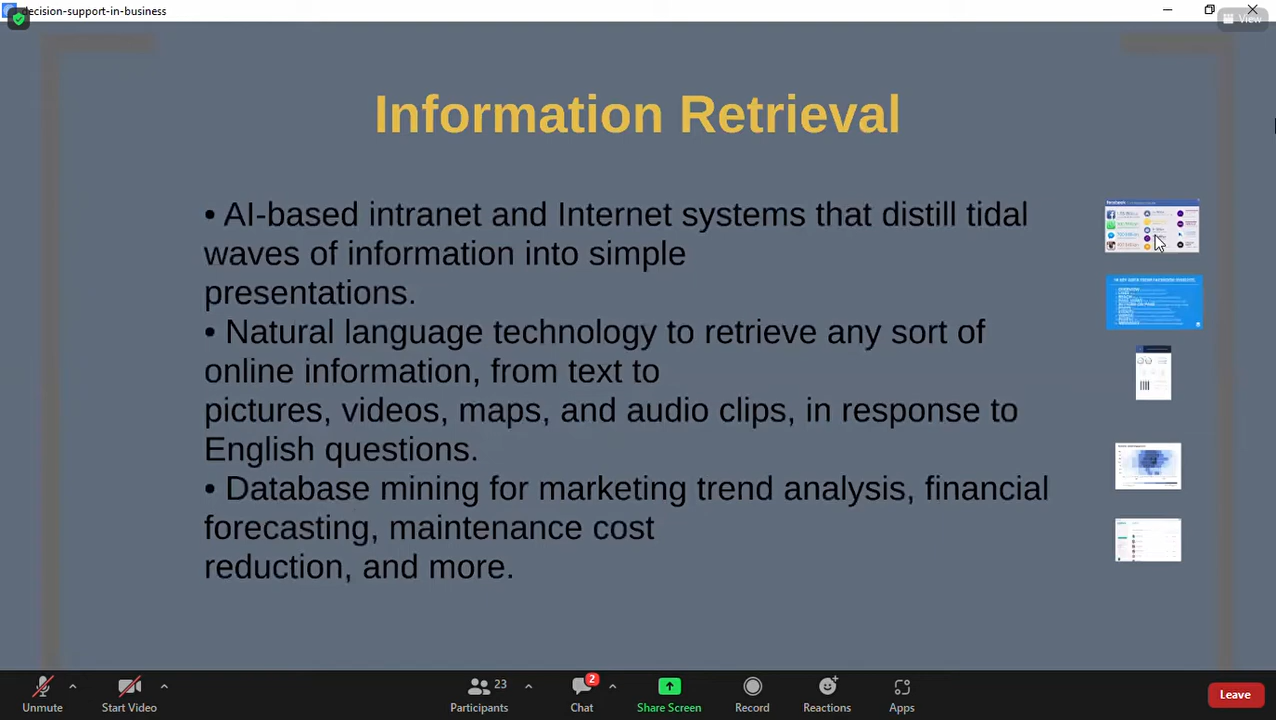 decision-support-in-business
View
Information Retrieval
• AI-based intranet and Internet systems that distill tidal
waves of information into simple
presentations.
• Natural language technology to retrieve any sort of
online information, from text to
pictures, videos, maps, and audio clips, in response to
English questions.
• Database mining for marketing trend analysis, financial
forecasting, maintenance cost
reduction, and more.
Unmute
Start Video
23
Participants
2
Chat
Share Screen
Record
Reactions
Apps
Leave